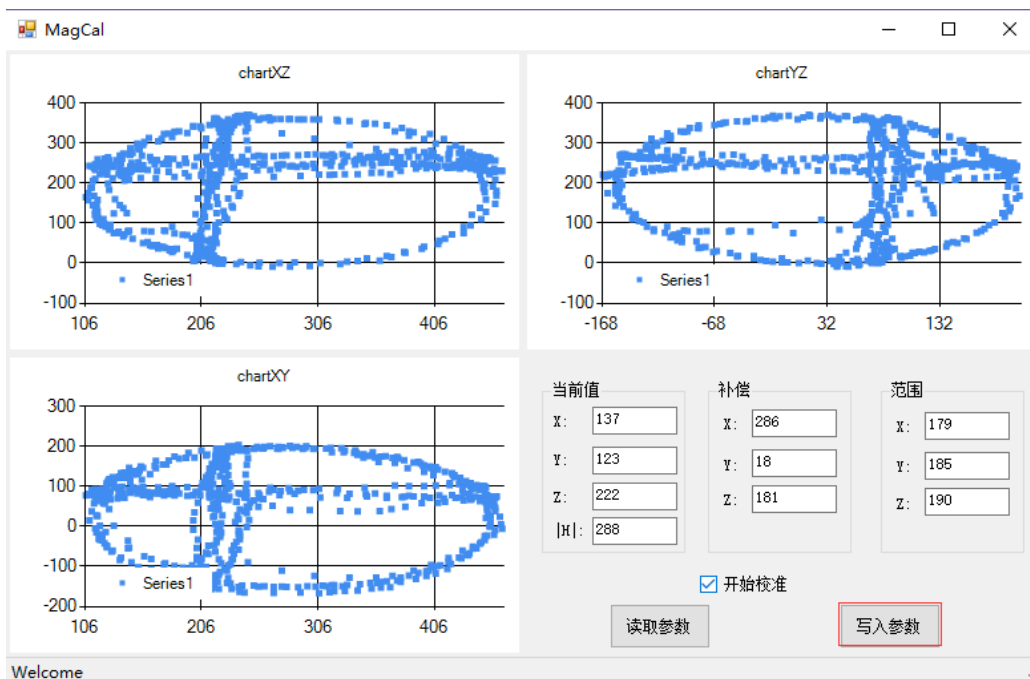 MagCal
chartXZ
400
300
200
100
0
-100
106
206
306
406
Series1
chartYZ
400
300
200
100
0
-100
-168
-68
32
132
Series1
chartXY
300
200
100
0
-100
-200
106
206
306
406
Series1
当前值
X: 137
Y: 123
Z: 222
|H|: 288
补偿
X: 286
Y: 18
Z: 181
范围
X: 179
Y: 185
Z: 190
开始校准
读取参数
写入参数
Welcome